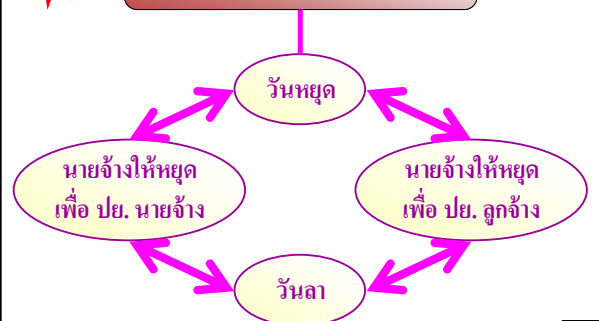 วันหยุด
นายจ้างให้หยุด
เพื่อ ปย. นายจ้าง
นายจ้างให้หยุด
เพื่อ ปย. ลูกจ้าง
วันลา